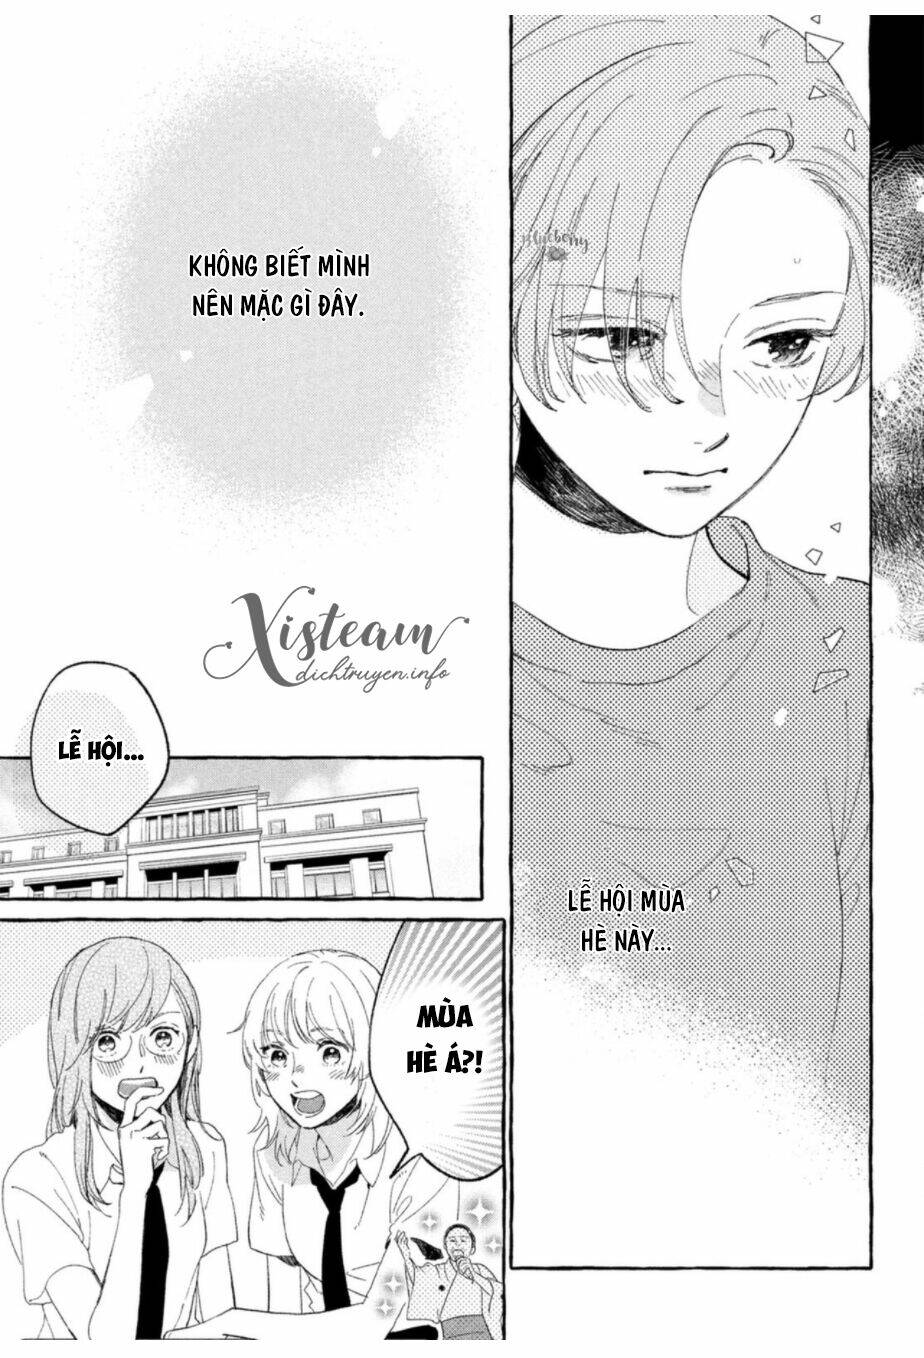 LỄ HỘI MÙA
HÈ NÀY...
KHÔNG BIẾT MÌNH
NÊN MẶC GÌ ĐÂY.
Blueberry
Xisteam
dichtruyen.info
LỄ HỘI...
MÙA
HÈ Á?!